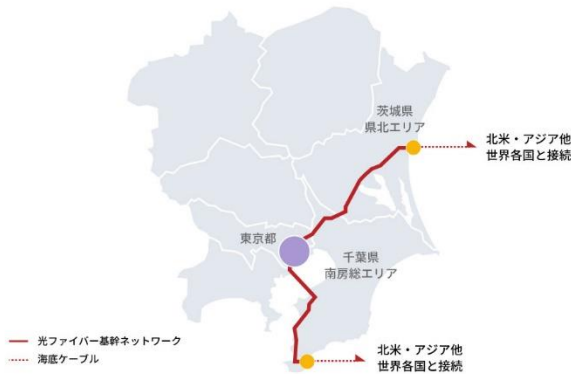 茨城県
県北エリア
北米・アジア他
世界各国と接続
東京都
千葉県
南房総エリア
光ファイバー基幹ネットワーク
海底ケーブル
北米・アジア他
世界各国と接続